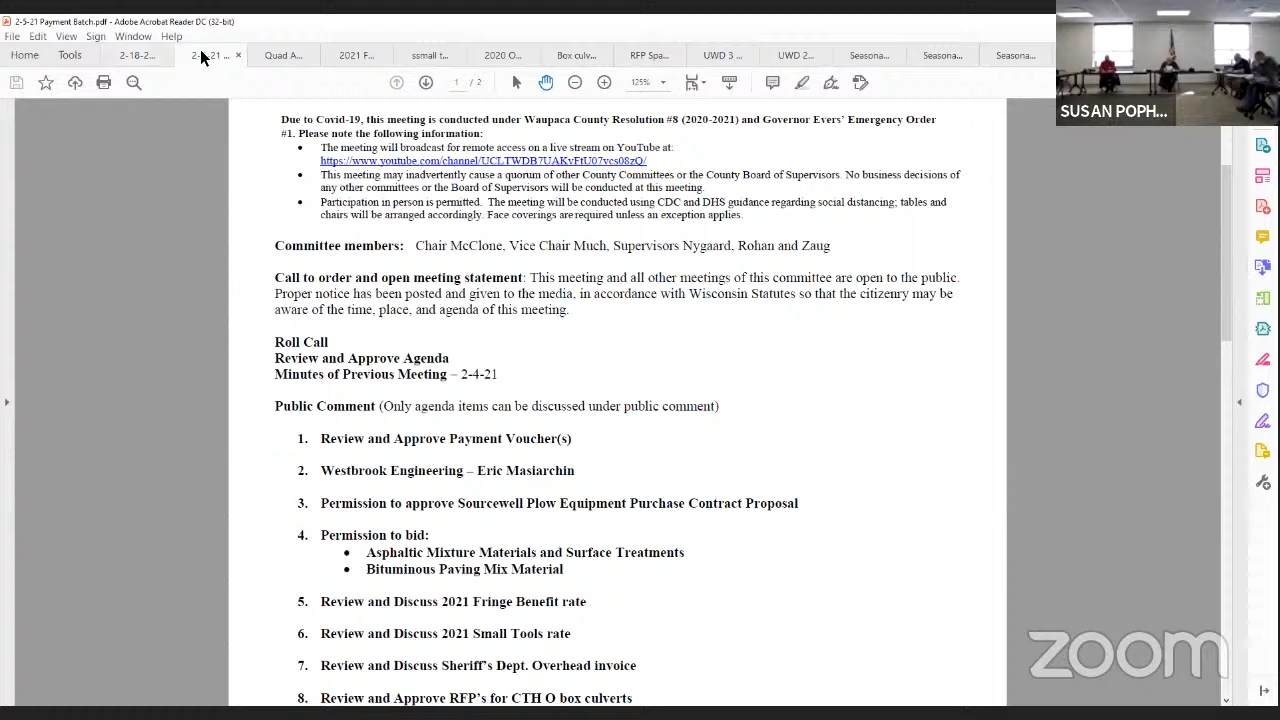 2-5-21 Payment Batch.pdf - Adobe Acrobat Reader DC (32-bit)
File Edit View Sign Window Help
Home Tools 2-18-2... 2-5-21 ... × Quad A... 2021 F... ssmall t... 2020 O... Box culv... RFP Spa... UWD 3... UWD 2... Seasona... Seasona... Seasona...
1 / 2 125%
SUSAN POPH...
Due to Covid-19, this meeting is conducted under Waupaca County Resolution #8 (2020-2021) and Governor Evers' Emergency Order
#1. Please note the following information:
• The meeting will broadcast for remote access on a live stream on YouTube at:
https://www.youtube.com/channel/UCLTWDB7UAKvFtU07vcs08zQ/
• This meeting may inadvertently cause a quorum of other County Committees or the County Board of Supervisors. No business decisions of
any other committees or the Board of Supervisors will be conducted at this meeting.
• Participation in person is permitted. The meeting will be conducted using CDC and DHS guidance regarding social distancing; tables and
chairs will be arranged accordingly. Face coverings are required unless an exception applies.
Committee members: Chair McClone, Vice Chair Much, Supervisors Nygaard, Rohan and Zaug
Call to order and open meeting statement: This meeting and all other meetings of this committee are open to the public.
Proper notice has been posted and given to the media, in accordance with Wisconsin Statutes so that the citizenry may be
aware of the time, place, and agenda of this meeting.
Roll Call
Review and Approve Agenda
Minutes of Previous Meeting – 2-4-21
Public Comment (Only agenda items can be discussed under public comment)
1. Review and Approve Payment Voucher(s)
2. Westbrook Engineering – Eric Masiarchin
3. Permission to approve Sourcewell Plow Equipment Purchase Contract Proposal
4. Permission to bid:
• Asphaltic Mixture Materials and Surface Treatments
• Bituminous Paving Mix Material
5. Review and Discuss 2021 Fringe Benefit rate
6. Review and Discuss 2021 Small Tools rate
7. Review and Discuss Sheriff's Dept. Overhead invoice
8. Review and Approve RFP's for CTH O box culverts
zoom